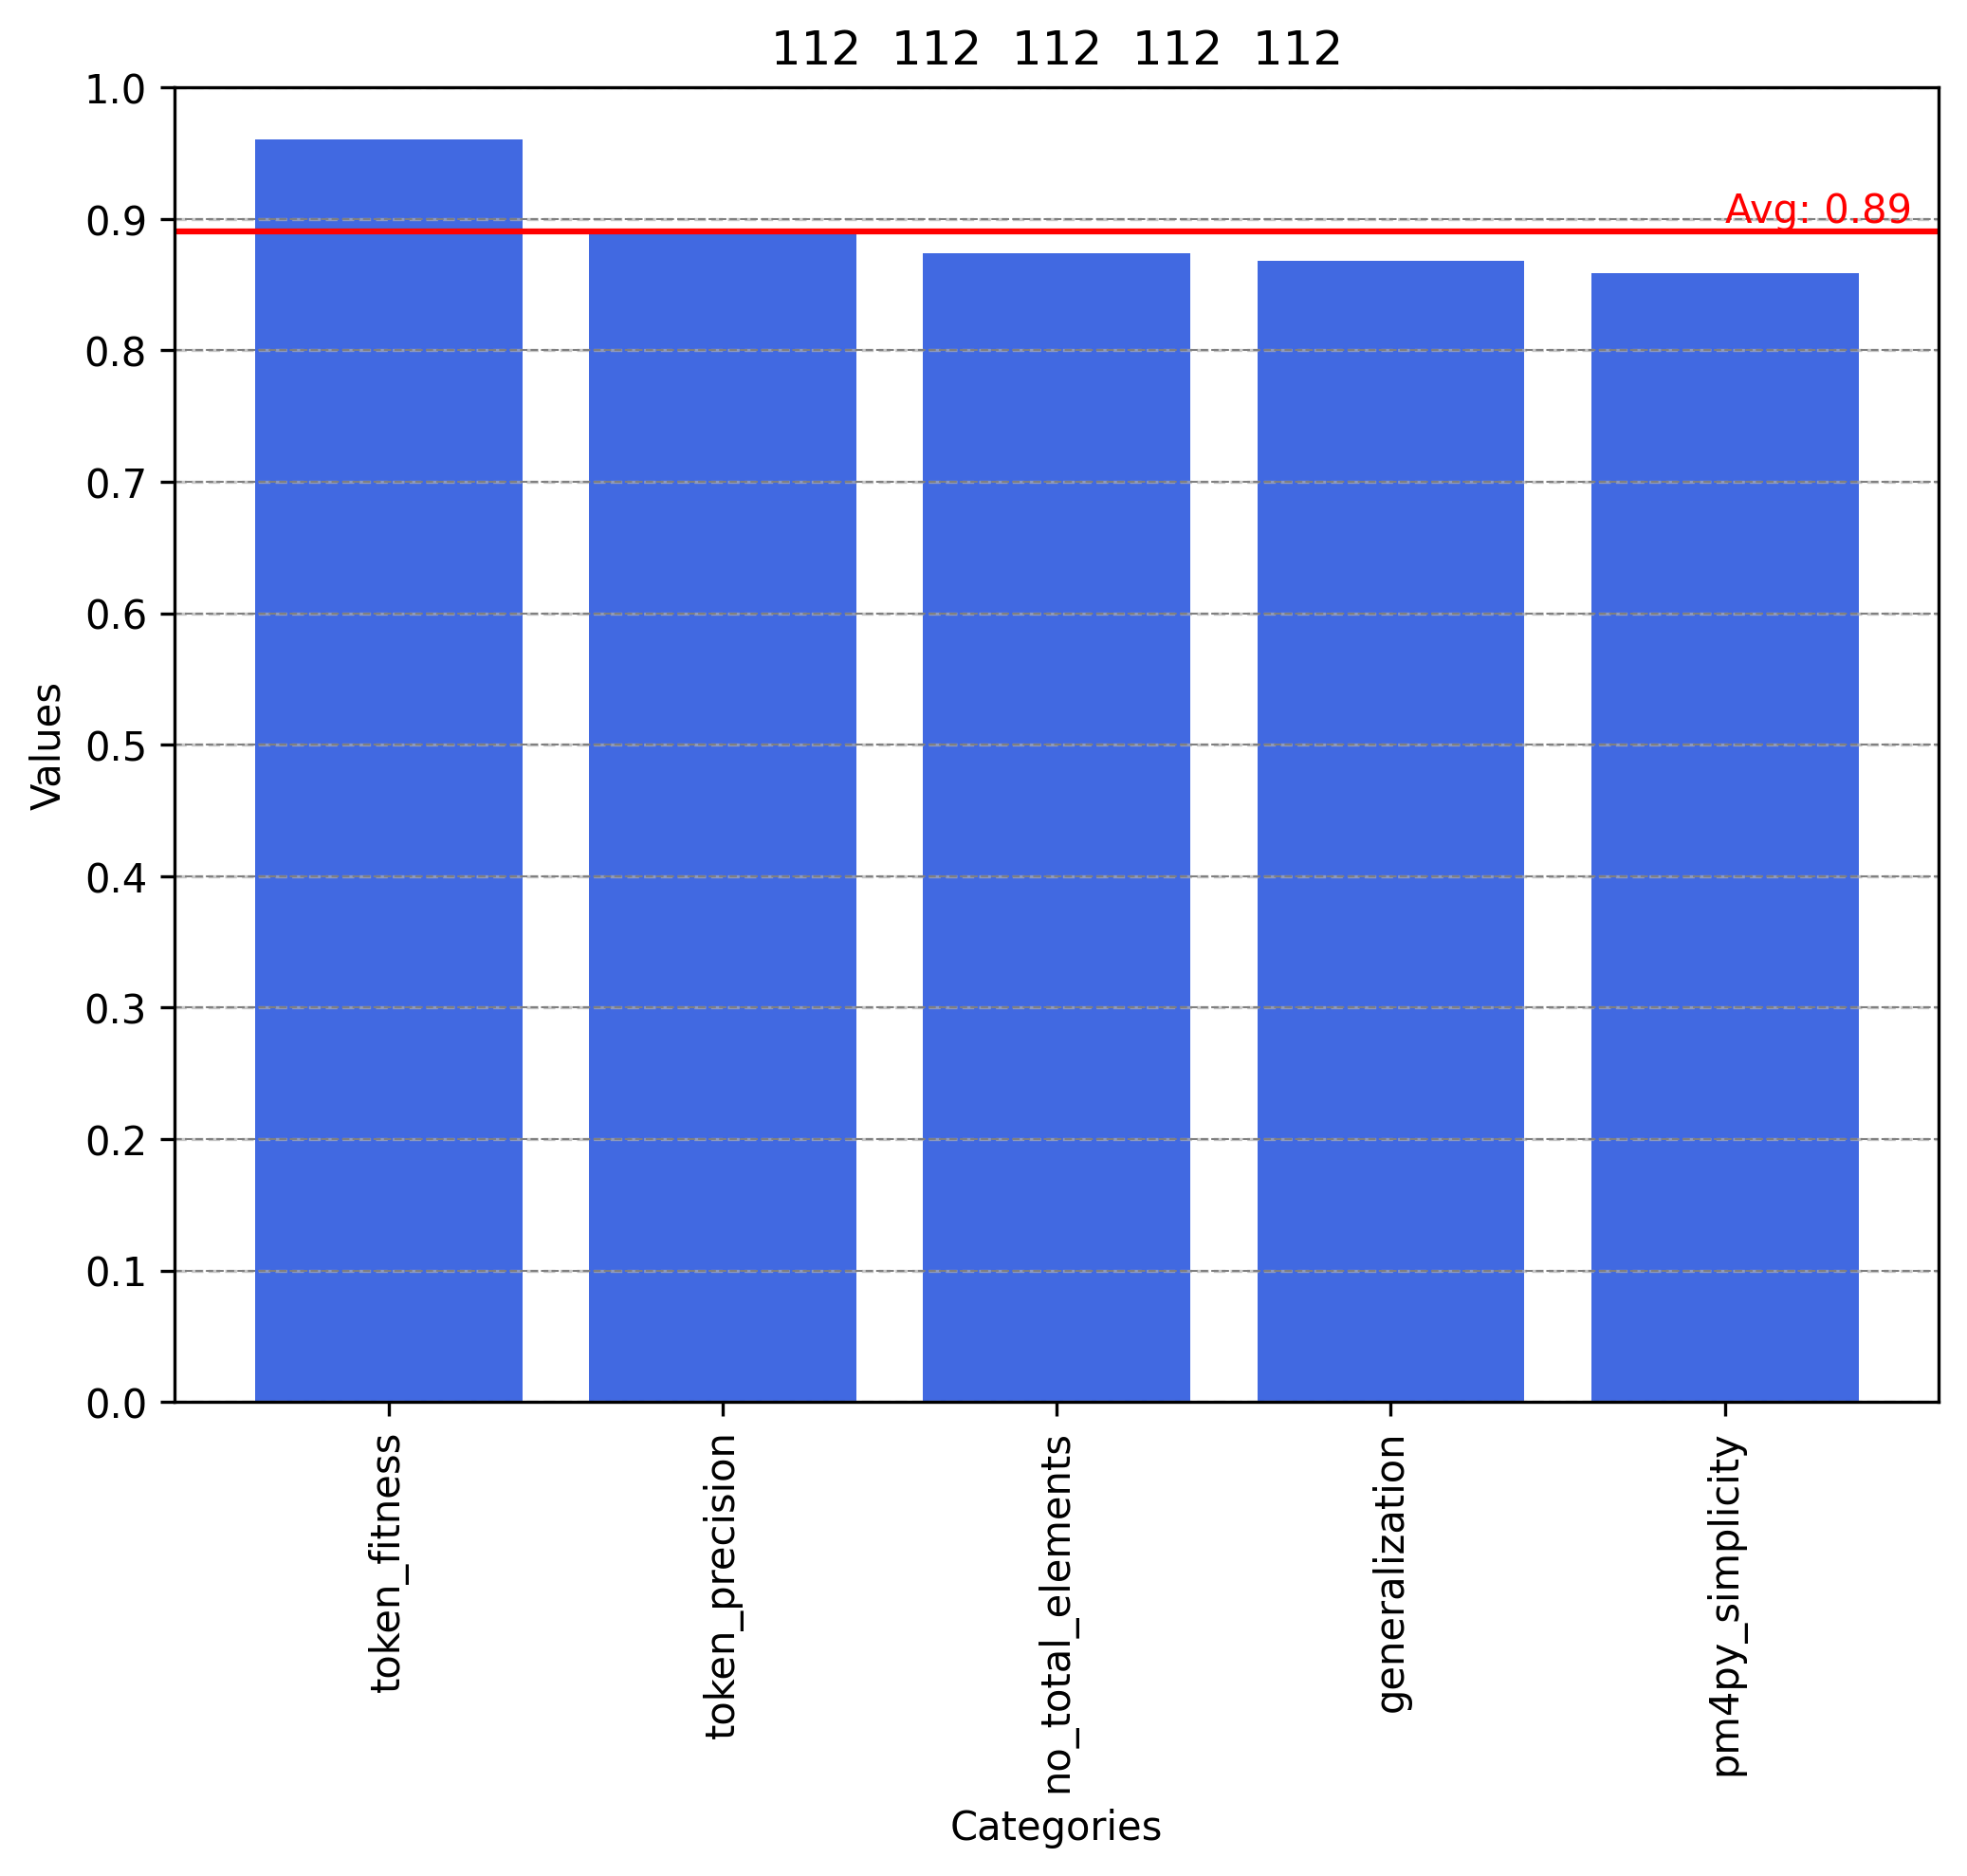 112 112 112 112 112
1.0
0.9
0.8
0.7
0.6
0.5
0.4
0.3
0.2
0.1
0.0
Values
Avg: 0.89
token_fitness
token_precision
no_total_elements
generalization
pm4py_simplicity
Categories